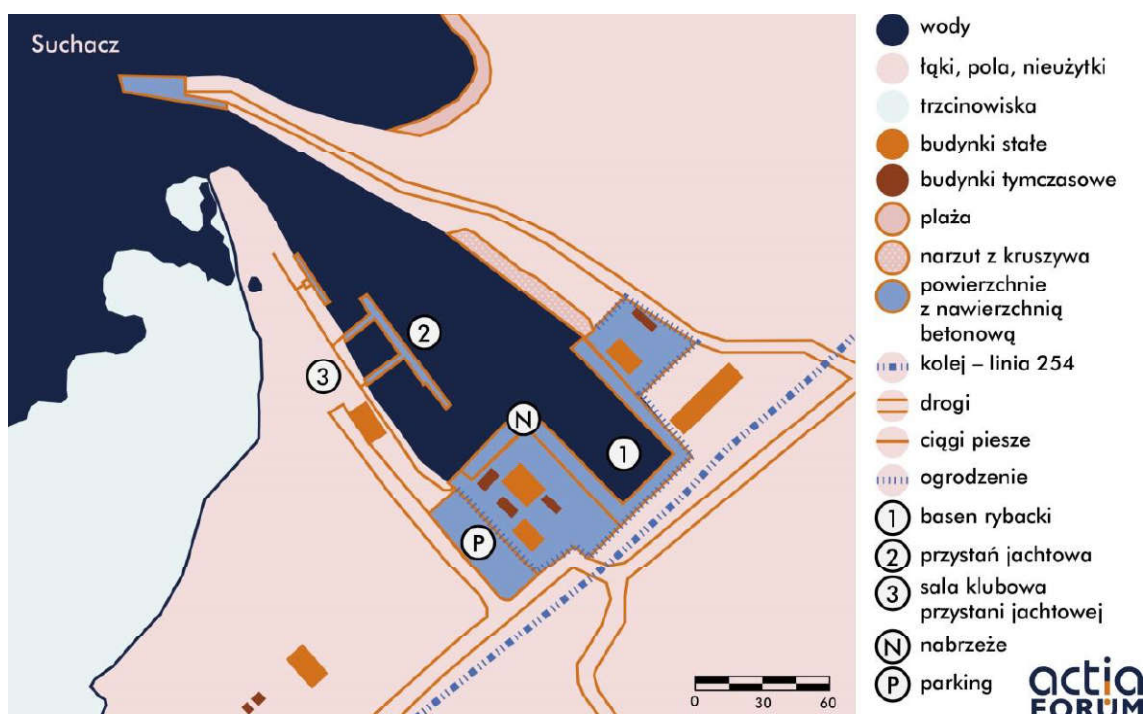 Suchacz
2
3
N
1
P
0 30 60
wody
łąki, pola, nieużytki
trzcinowiska
budynki stałe
budynki tymczasowe
plaża
narzut z kruszywa
powierzchnie
z nawierzchnią
betonową
kolej – linia 254
drogi
ciągi piesze
ogrodzenie
1 basen rybacki
2 przystań jachtowa
3 sala klubowa
przystani jachtowej
N nabrzeże
P parking
actia
FORUM